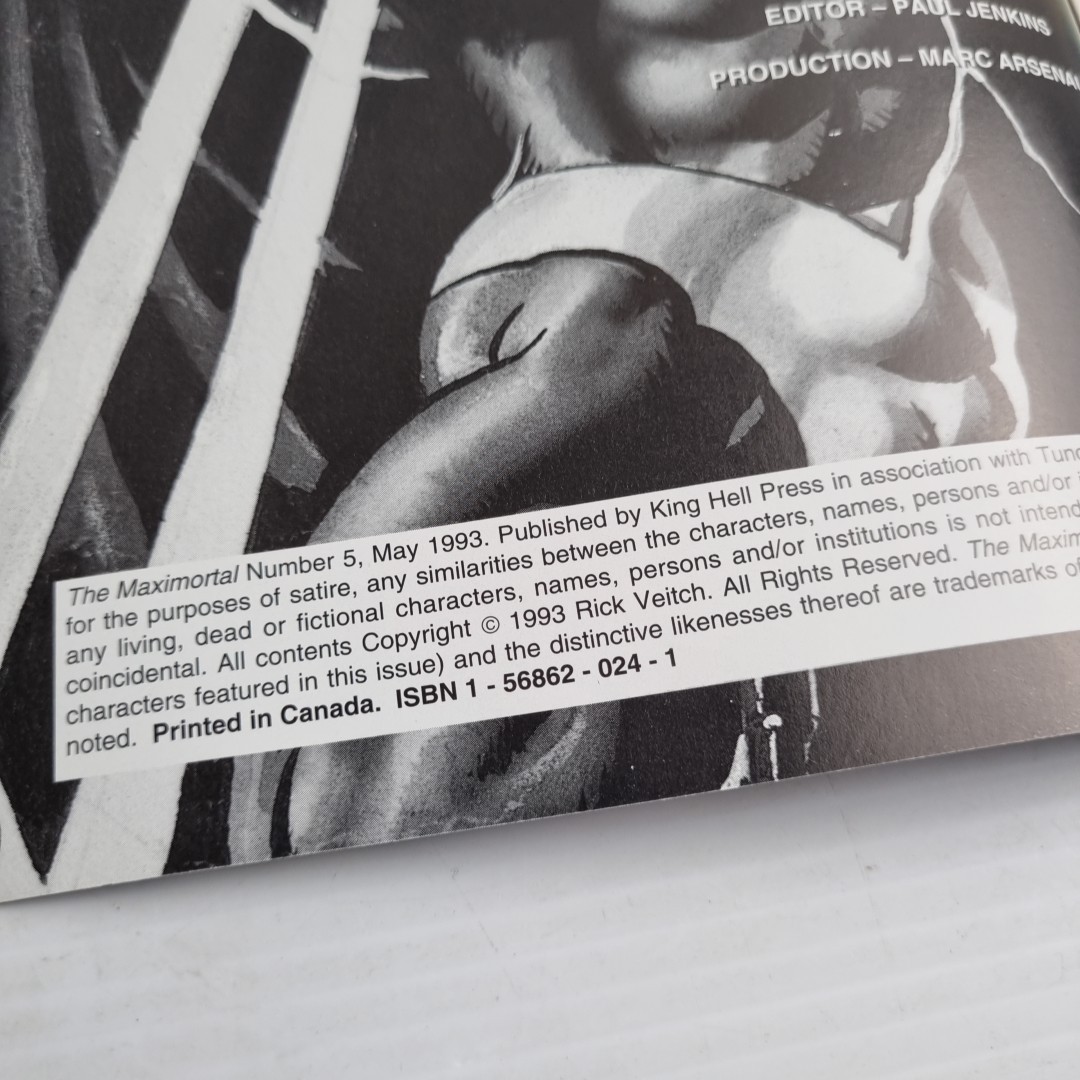 EDITOR – PAUL JENKINS
PRODUCTION – MARC ARSENAU
The Maximortal Number 5, May 1993. Published by King Hell Press in association with Tund
for the purposes of satire, any similarities between the characters, names, persons and/or
any living, dead or fictional characters, names, persons and/or institutions is not intend
coincidental. All contents Copyright © 1993 Rick Veitch. All Rights Reserved. The Maxim
characters featured in this issue) and the distinctive likenesses thereof are trademarks of
noted. Printed in Canada. ISBN 1 - 56862 - 024 - 1